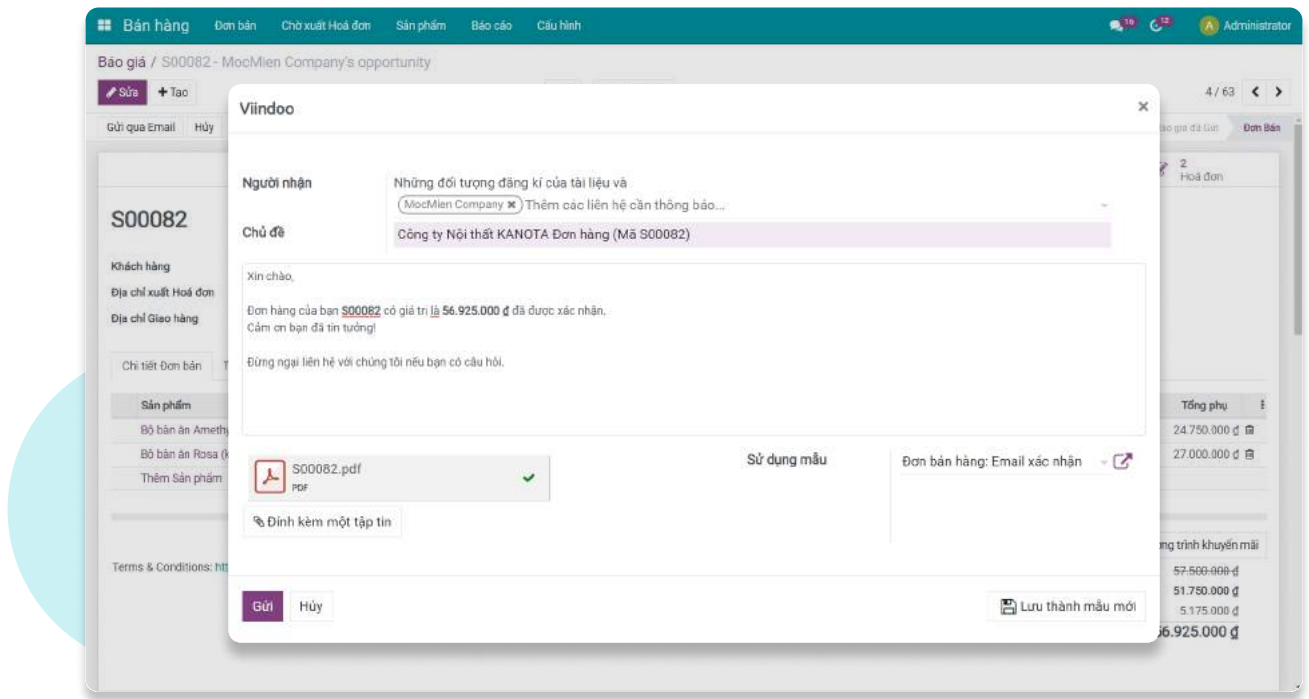 Bán hàng Đơn bán Chờ xuất Hoá đơn Sản phẩm Báo cáo Cấu hình 16 12 A Administrator
Báo giá / S00082 - MocMien Company's opportunity
Sửa + Tạo 4 / 63
Viindoo ×
Gửi qua Email Hủy Đơn Bán
2
Hoá đơn
Người nhận Những đối tượng đăng kí của tài liệu và
MocMien Company × Thêm các liên hệ cần thông báo...
S00082
Chủ đề Công ty Nội thất KANOTA Đơn hàng (Mã S00082)
Khách hàng
Địa chỉ xuất Hoá đơn
Địa chỉ Giao hàng
Xin chào,
Đơn hàng của bạn S00082 có giá trị là 56.925.000 ₫ đã được xác nhận.
Cảm ơn bạn đã tin tưởng!
Đừng ngại liên hệ với chúng tôi nếu bạn có câu hỏi.
Chi tiết Đơn bán T
Sản phẩm Tổng phụ
Bộ bàn ăn Amethy 24.750.000 ₫
Bộ bàn ăn Rosa (k 27.000.000 ₫
Thêm Sản phẩm
S00082.pdf
PDF
Sử dụng mẫu Đơn bán hàng: Email xác nhận
Đính kèm một tập tin
ng trình khuyến mãi
Terms & Conditions: htt
57.500.000 ₫
51.750.000 ₫
5.175.000 ₫
56.925.000 ₫
Gửi Hủy Lưu thành mẫu mới